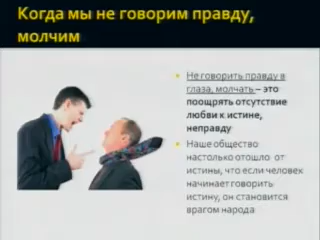 Когда мы не говорим правду,
молчим
Не говорить правду в
глаза, молчать – это
поощрять отсутствие
любви к истине,
неправду
Наше общество
настолько отошло от
истины, что если человек
начинает говорить
истину, он становится
врагом народа